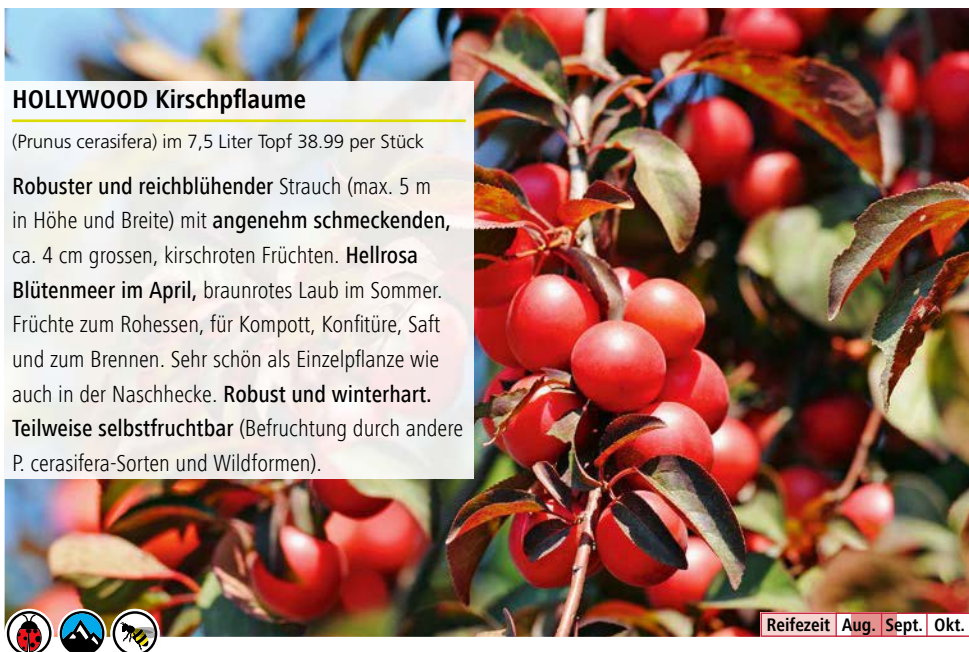 HOLLYWOOD Kirschpflaume
(Prunus cerasifera) im 7,5 Liter Topf 38.99 per Stück
Robuster und reichblühender Strauch (max. 5 m
in Höhe und Breite) mit angenehm schmeckenden,
ca. 4 cm grossen, kirschroten Früchten. Hellrosa
Blütenmeer im April, braunrotes Laub im Sommer.
Früchte zum Rohessen, für Kompott, Konfitüre, Saft
und zum Brennen. Sehr schön als Einzelpflanze wie
auch in der Naschhecke. Robust und winterhart.
Teilweise selbstfruchtbar (Befruchtung durch andere
P. cerasifera-Sorten und Wildformen).
Reifezeit Aug. Sept. Okt.